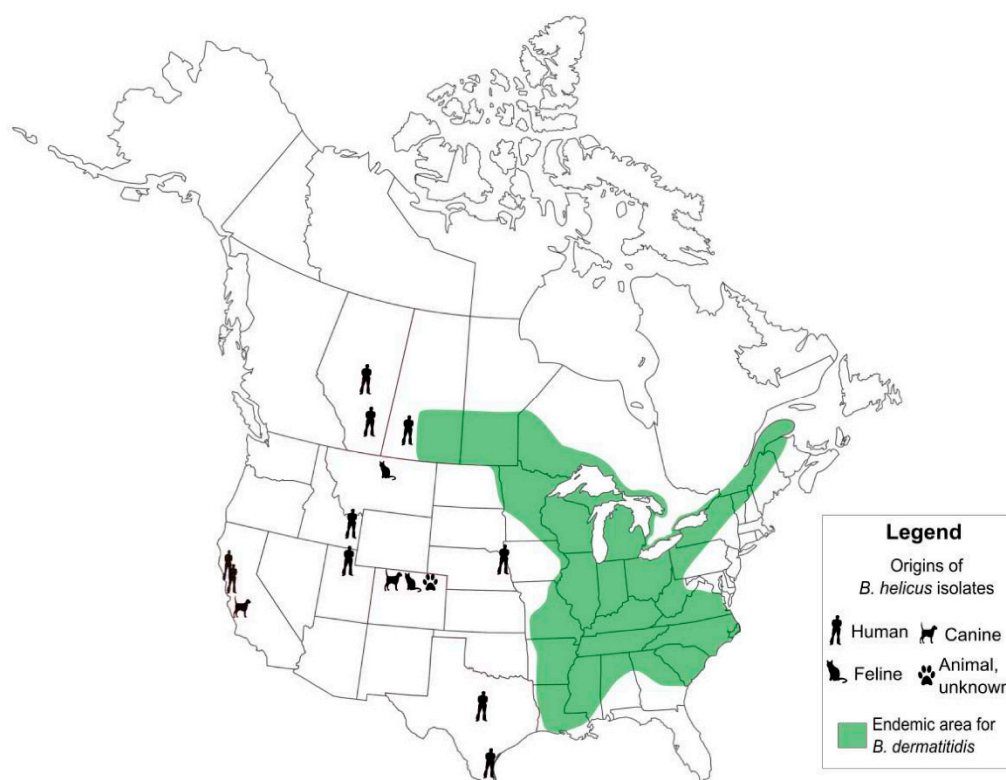 Legend
Origins of
B. helicus isolates
Human
Canine
Feline
Animal,
unknown
Endemic area for
B. dermatitidis